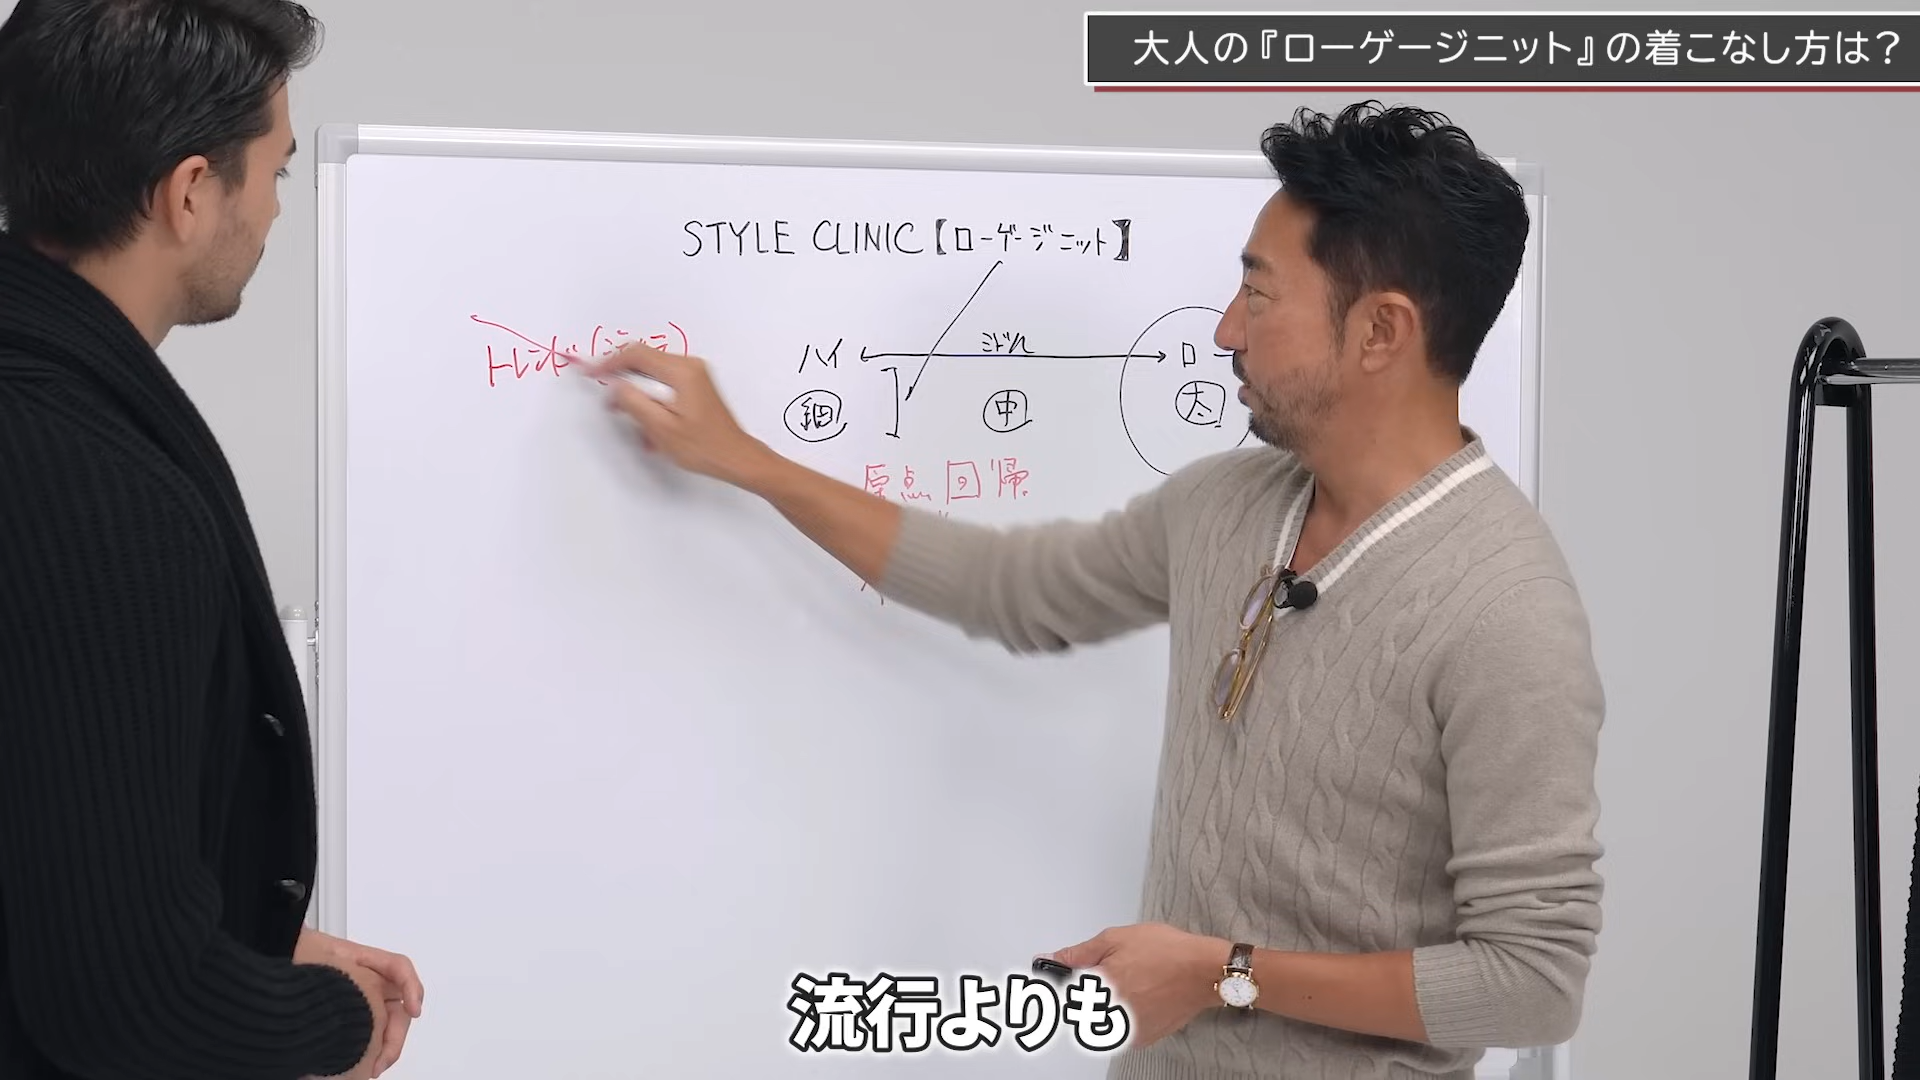 大人の『ローゲージニット』の着こなし方は？
STYLE CLINIC【ローゲージニット】
トレンド(流行)
ハイ ミドル ロー
細 中 太
原点回帰
流行よりも